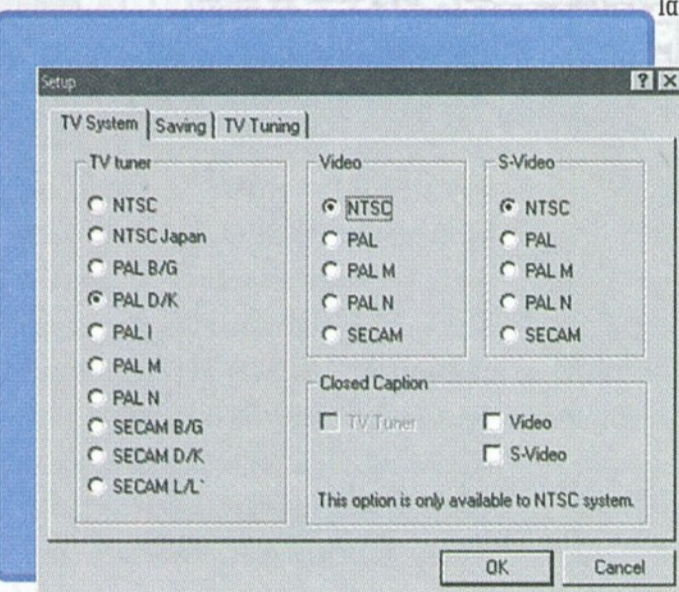 Setup
TV System Saving TV Tuning
TV tuner
NTSC
NTSC Japan
PAL B/G
PAL D/K
PAL I
PAL M
PAL N
SECAM B/G
SECAM D/K
SECAM L/L`
Video
NTSC
PAL
PAL M
PAL N
SECAM
S-Video
NTSC
PAL
PAL M
PAL N
SECAM
Closed Caption
TV Tuner
Video
S-Video
This option is only available to NTSC system.
OK Cancel